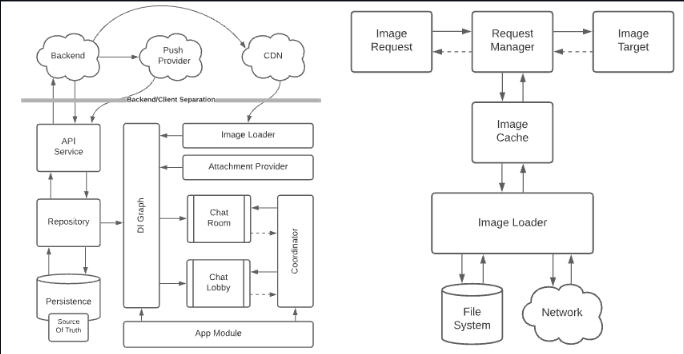 Backend
Push
Provider
CDN
Backend/Client Separation
API
Service
Image Loader
Attachment Provider
DI Graph
Repository
Chat
Room
Coordinator
Chat
Lobby
Persistence
Source
Of Truth
App Module
Image
Request
Request
Manager
Image
Target
Image
Cache
Image Loader
File
System
Network